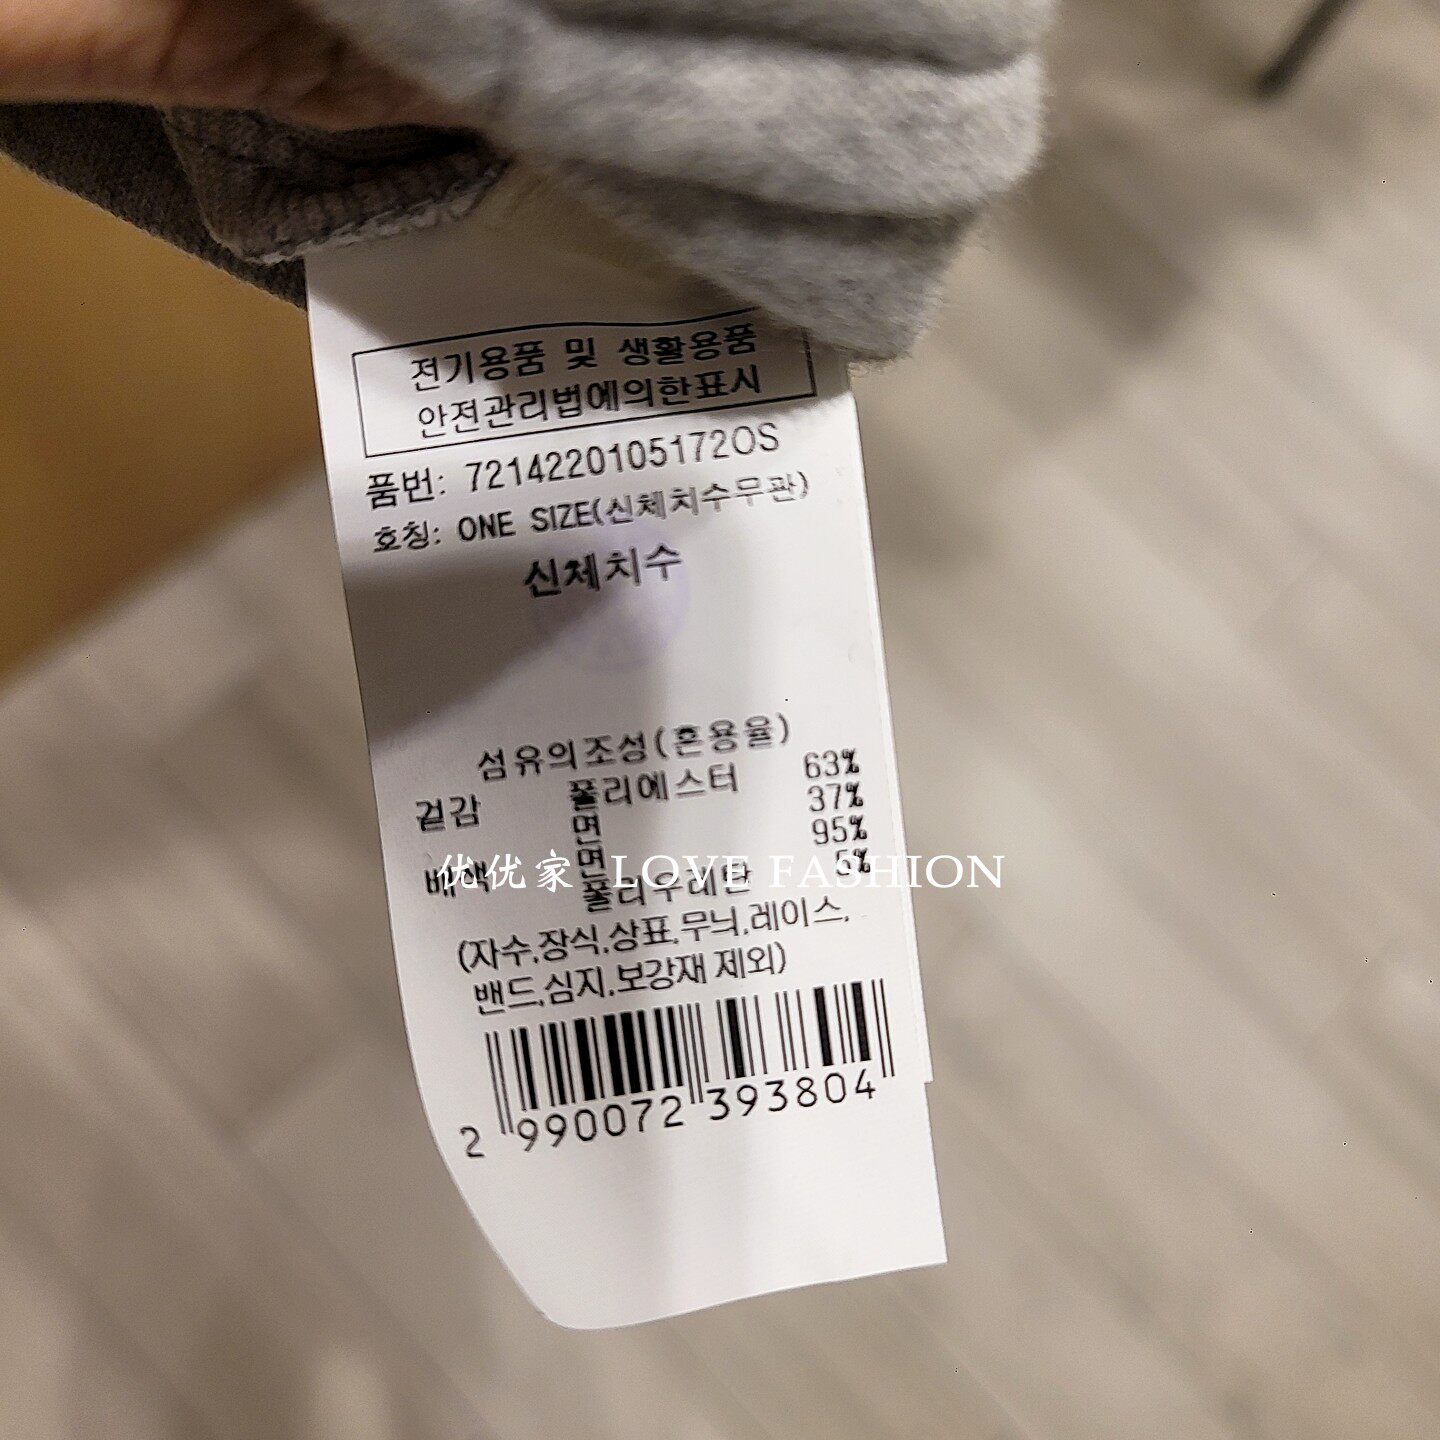 전기용품 및 생활용품
안전관리법에의한표시
품번: 7214220105172OS
호칭: ONE SIZE(신체치수무관)
신체치수
섬유의조성(혼용율)
겉감 폴리에스터 63%
면 37%
배색 면 95%
폴리우레탄 5%
优优家 LOVE FASHION
(자수,장식,상표,무늬,레이스,
밴드,심지,보강재 제외)
2 990072 393804